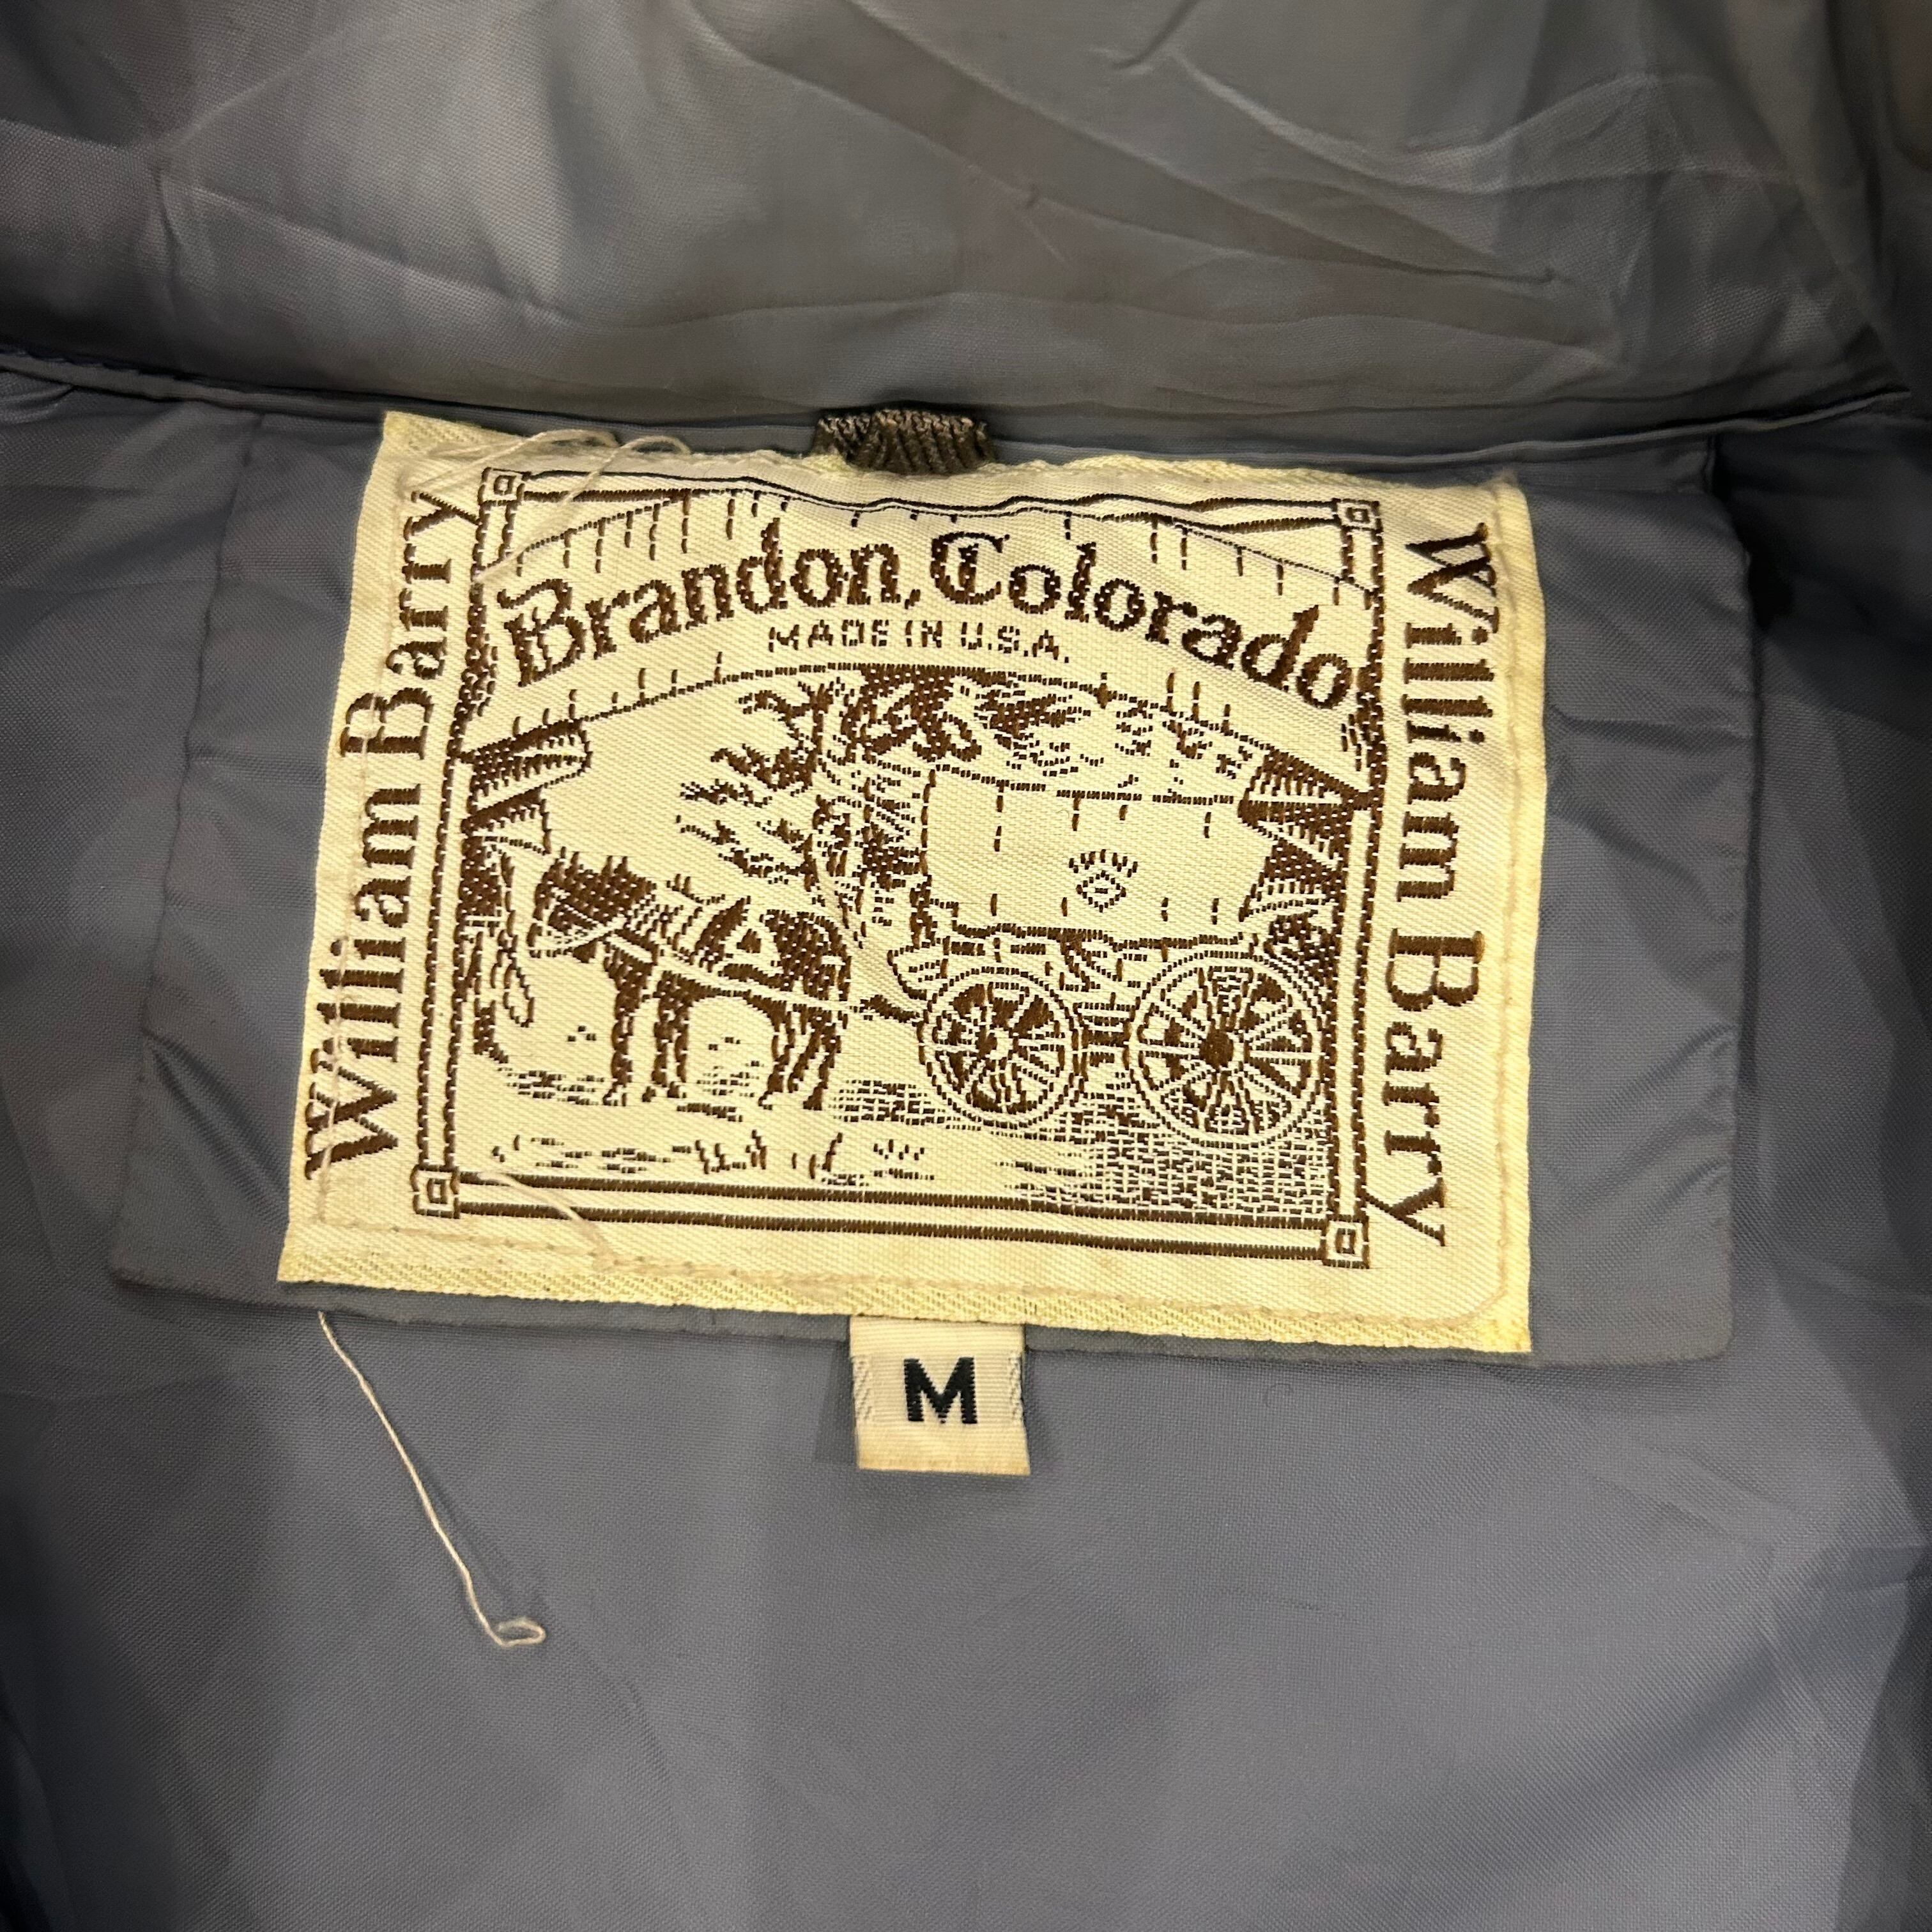 William Barry
Brandon, Colorado
MADE IN U.S.A.
William Barry
M